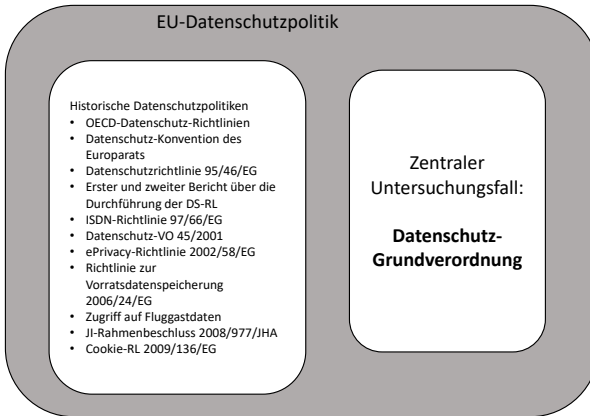 EU-Datenschutzpolitik
Historische Datenschutzpolitiken
• OECD-Datenschutz-Richtlinien
• Datenschutz-Konvention des
Europarats
• Datenschutzrichtlinie 95/46/EG
• Erster und zweiter Bericht über die
Durchführung der DS-RL
• ISDN-Richtlinie 97/66/EG
• Datenschutz-VO 45/2001
• ePrivacy-Richtlinie 2002/58/EG
• Richtlinie zur
Vorratsdatenspeicherung
2006/24/EG
• Zugriff auf Fluggastdaten
• JI-Rahmenbeschluss 2008/977/JHA
• Cookie-RL 2009/136/EG
Zentraler
Untersuchungsfall:
Datenschutz-
Grundverordnung